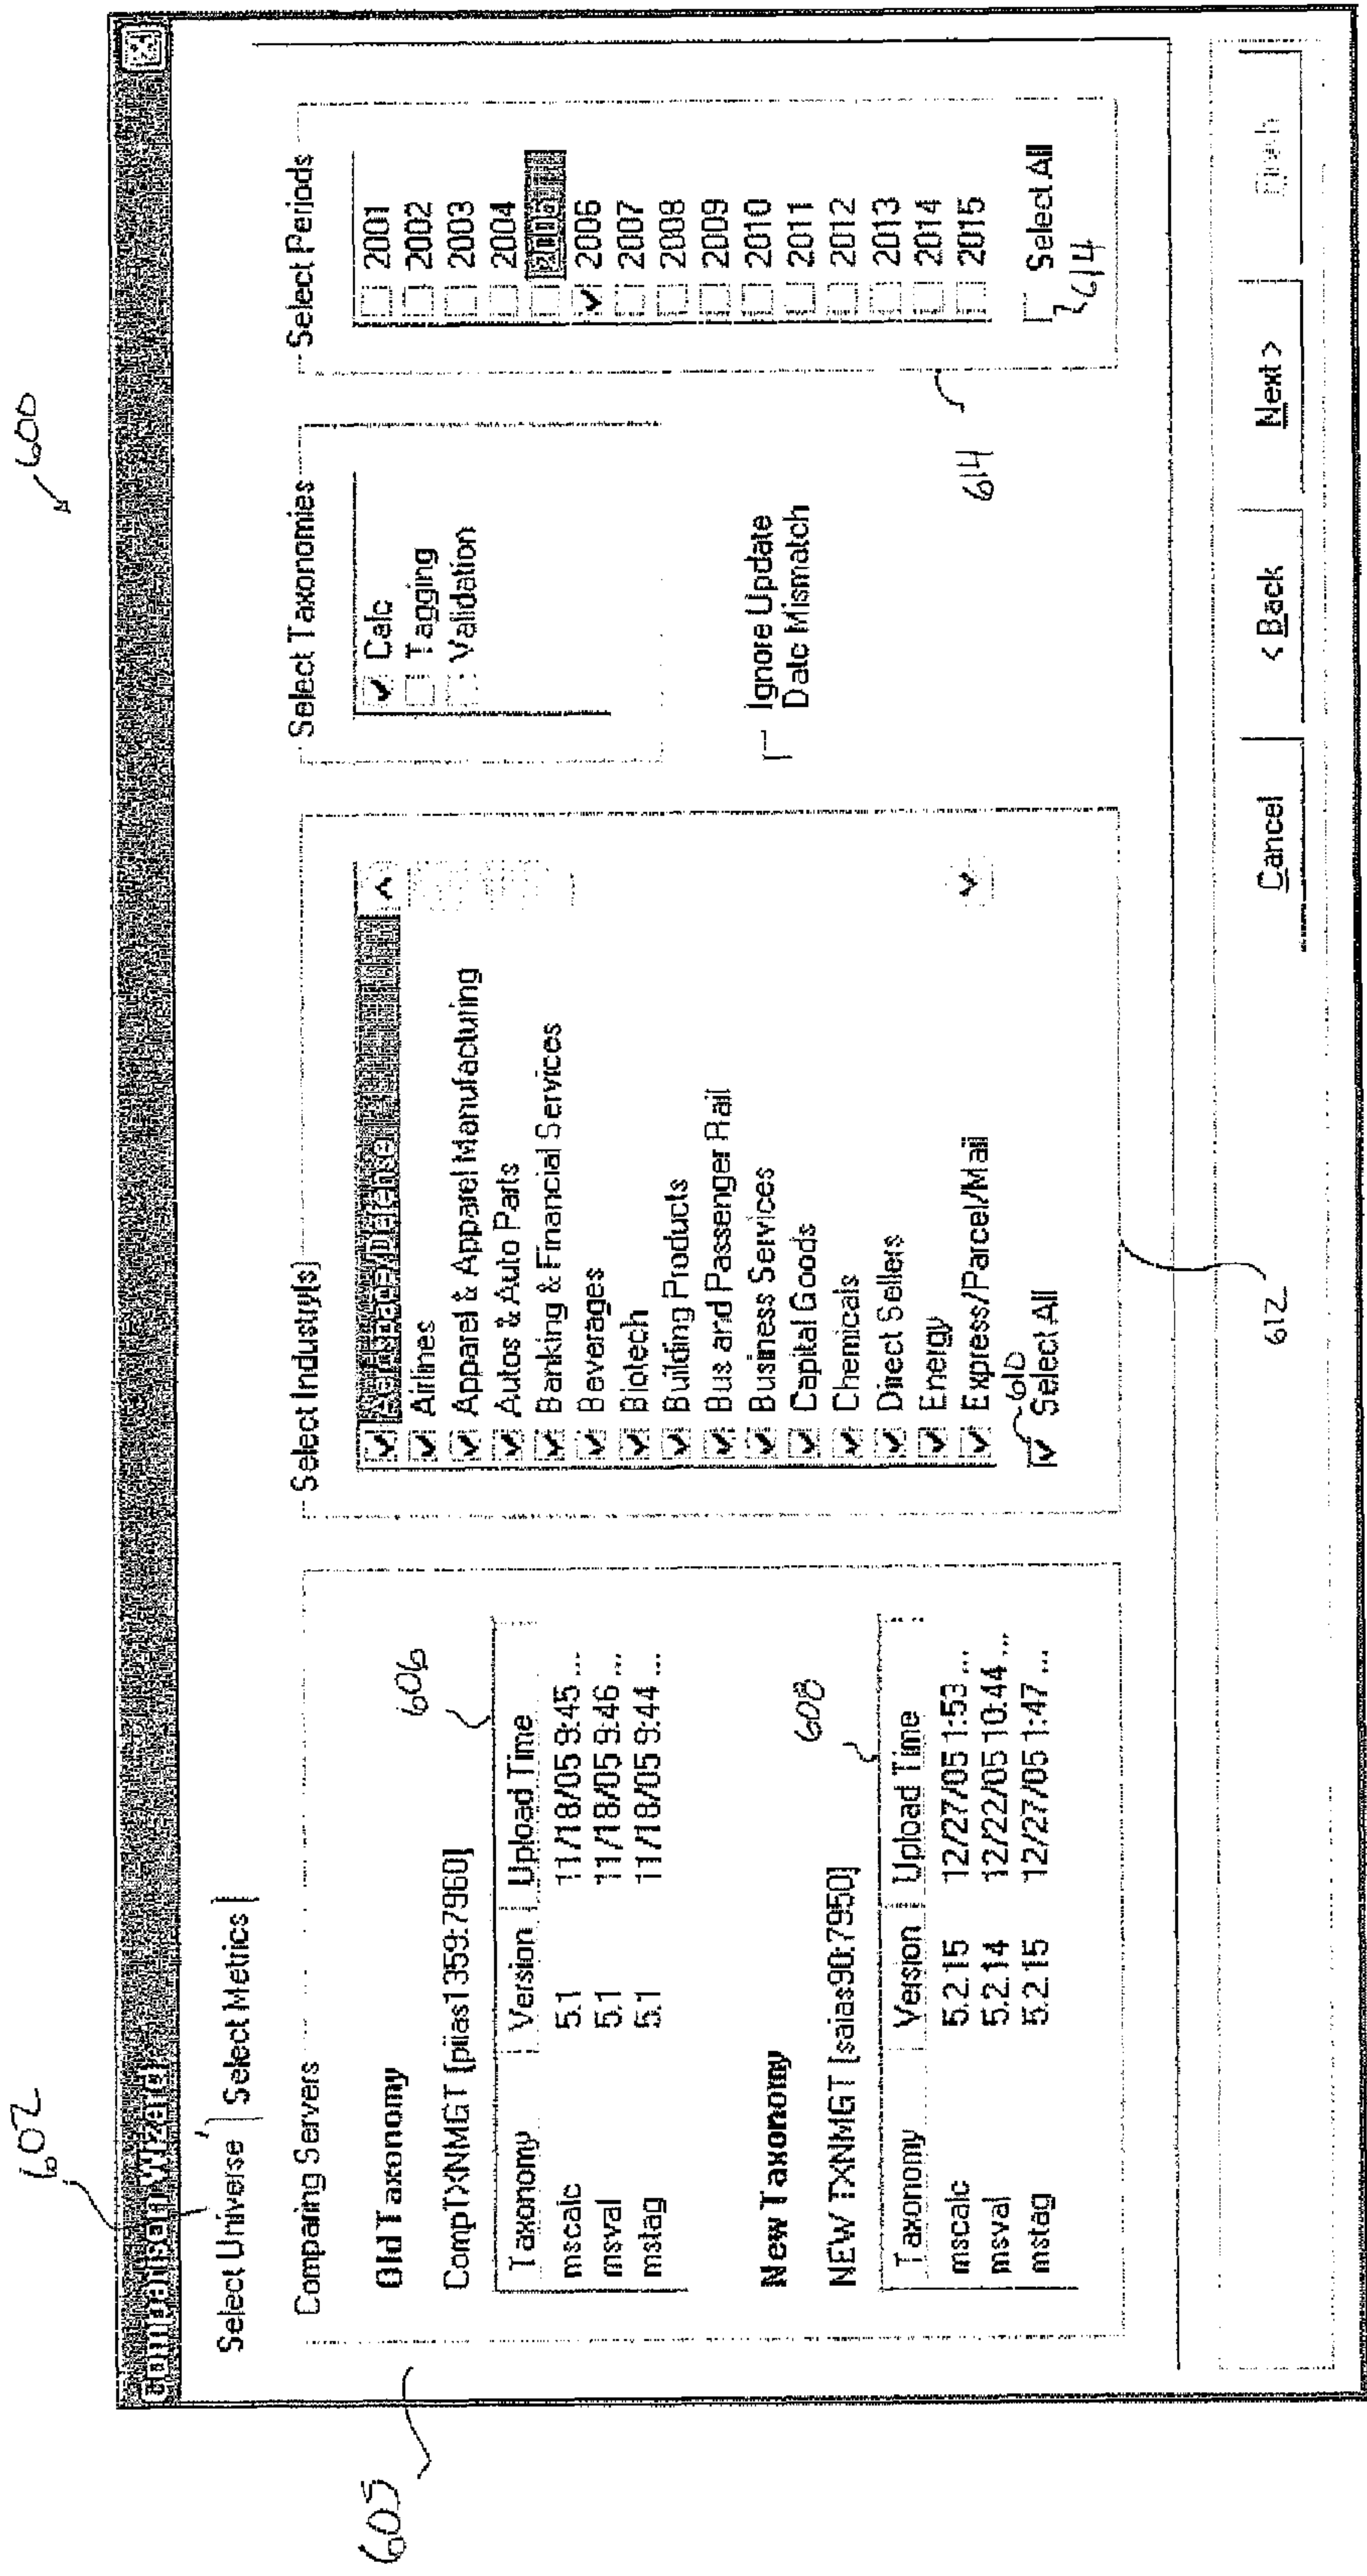 600
602
Comparison Wizard
Select Universe Select Metrics
605
Comparing Servers
Old Taxonomy
CompTXNMGT [piias1359:7960]
606
Taxonomy Version Upload Time
mscalc 5.1 11/18/05 9:45 ...
msval 5.1 11/18/05 9:46 ...
mstag 5.1 11/18/05 9:44 ...
New Taxonomy
NEW TXNMGT [saias90:7950]
608
Taxonomy Version Upload Time
mscalc 5.2.15 12/27/05 1:53 ...
msval 5.2.14 12/22/05 10:44 ...
mstag 5.2.15 12/27/05 1:47 ...
Select Industry[s]
Aerospace/Defense
Airlines
Apparel & Apparel Manufacturing
Autos & Auto Parts
Banking & Financial Services
Beverages
Biotech
Building Products
Bus and Passenger Rail
Business Services
Capital Goods
Chemicals
Direct Sellers
Energy
Express/Parcel/Mail
610
Select All
612
Select Taxonomies
Calc
Tagging
Validation
Ignore Update
Date Mismatch
Select Periods
2001
2002
2003
2004
2005
2006
2007
2008
2009
2010
2011
2012
2013
2014
2015
Select All
614
614
Cancel
< Back
Next >
Finish